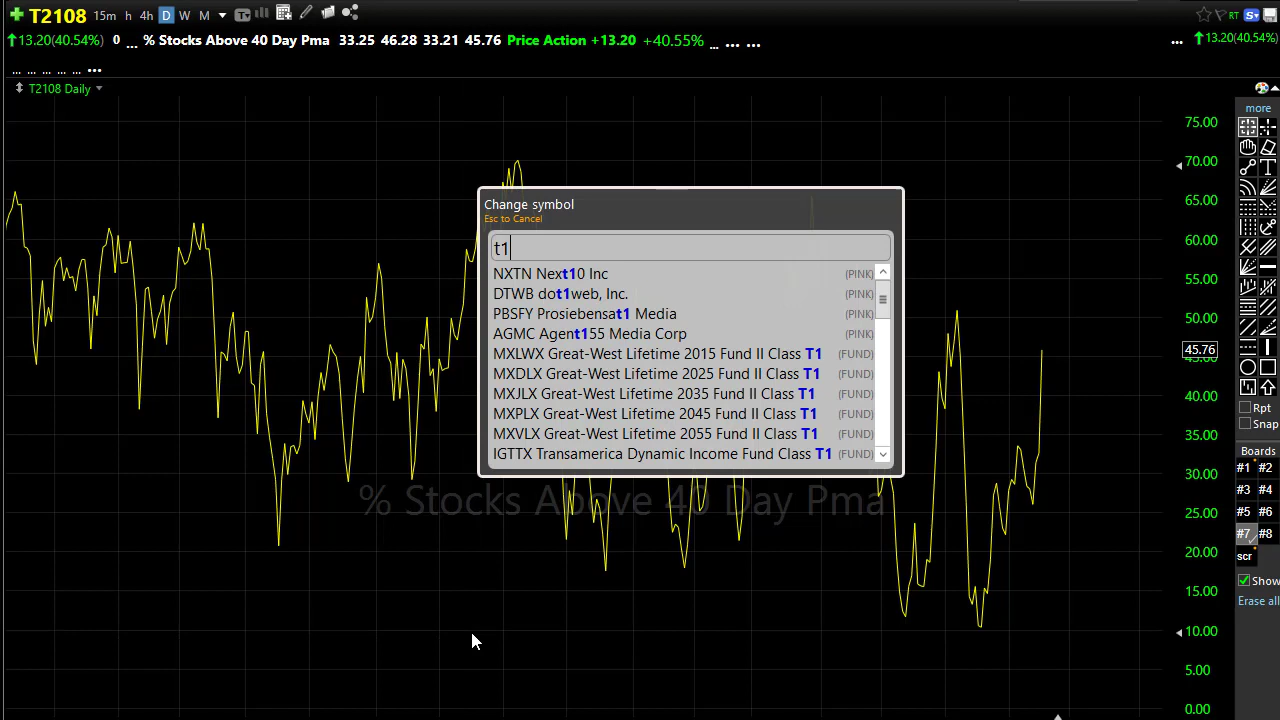 T2108 15m h 4h D W M
RT S
13.20(40.54%) 0 ... % Stocks Above 40 Day Pma 33.25 46.28 33.21 45.76 Price Action +13.20 +40.55% ... ... ...
... 13.20(40.54%)
... ... ... ... ... ...
T2108 Daily
more
75.00
70.00
65.00
60.00
55.00
50.00
45.76
45.00
40.00
35.00
30.00
25.00
20.00
15.00
10.00
5.00
0.00
Change symbol
Esc to Cancel
t1
NXTN Next10 Inc (PINK)
DTWB dot1web, Inc. (PINK)
PBSFY Prosiebensat1 Media (PINK)
AGMC Agent155 Media Corp (PINK)
MXLWX Great-West Lifetime 2015 Fund II Class T1 (FUND)
MXDLX Great-West Lifetime 2025 Fund II Class T1 (FUND)
MXJLX Great-West Lifetime 2035 Fund II Class T1 (FUND)
MXPLX Great-West Lifetime 2045 Fund II Class T1 (FUND)
MXVLX Great-West Lifetime 2055 Fund II Class T1 (FUND)
IGTTX Transamerica Dynamic Income Fund Class T1 (FUND)
% Stocks Above 40 Day Pma
Rpt
Snap
Boards
#1 #2
#3 #4
#5 #6
#7 #8
scr
Show
Erase all